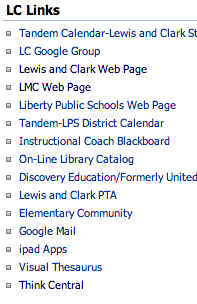 LC Links
Tandem Calendar-Lewis and Clark St
LC Google Group
Lewis and Clark Web Page
LMC Web Page
Liberty Public Schools Web Page
Tandem-LPS District Calendar
Instructional Coach Blackboard
On-Line Library Catalog
Discovery Education/Formerly United
Lewis and Clark PTA
Elementary Community
Google Mail
ipad Apps
Visual Thesaurus
Think Central